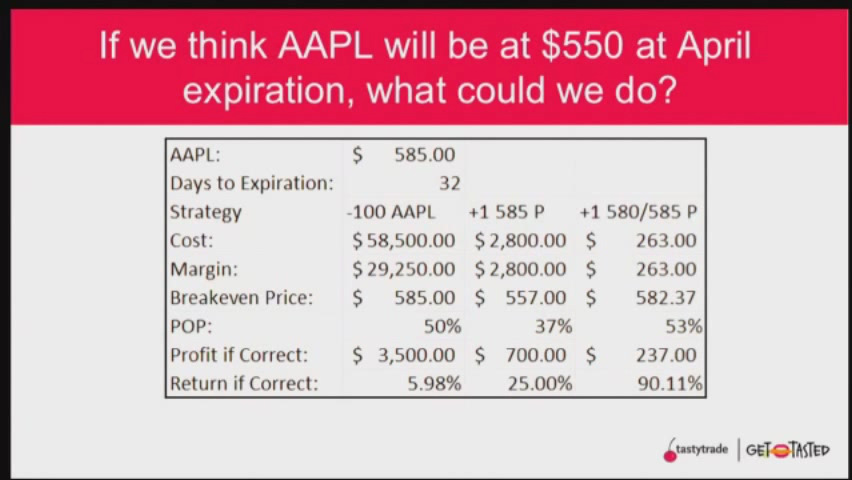 If we think AAPL will be at $550 at April
expiration, what could we do?
AAPL: $ 585.00
Days to Expiration: 32
Strategy -100 AAPL +1 585 P +1 580/585 P
Cost: $58,500.00 $2,800.00 $ 263.00
Margin: $29,250.00 $2,800.00 $ 263.00
Breakeven Price: $ 585.00 $ 557.00 $ 582.37
POP: 50% 37% 53%
Profit if Correct: $ 3,500.00 $ 700.00 $ 237.00
Return if Correct: 5.98% 25.00% 90.11%
tastytrade | GET TASTED